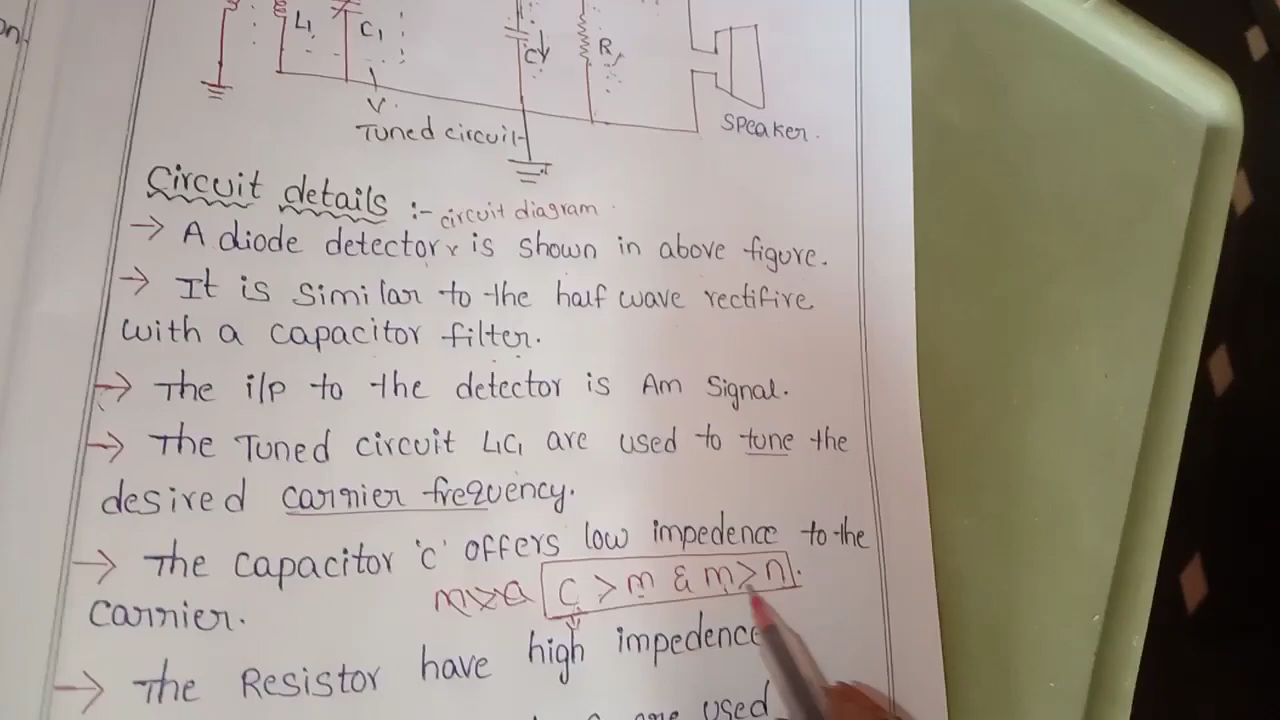 on
L1
C1
C
R
Speaker.
Tuned circuit
Circuit details :- circuit diagram
→ A diode detector is shown in above figure.
→ It is similar to the half wave rectifire
with a capacitor filter.
→ The i/p to the detector is Am Signal.
→ The Tuned circuit L1C1 are used to tune the
desired carrier frequency.
→ The capacitor 'c' offers low impedence to the
carrier.
C > m & m > n.
→ The Resistor have high impedence
used